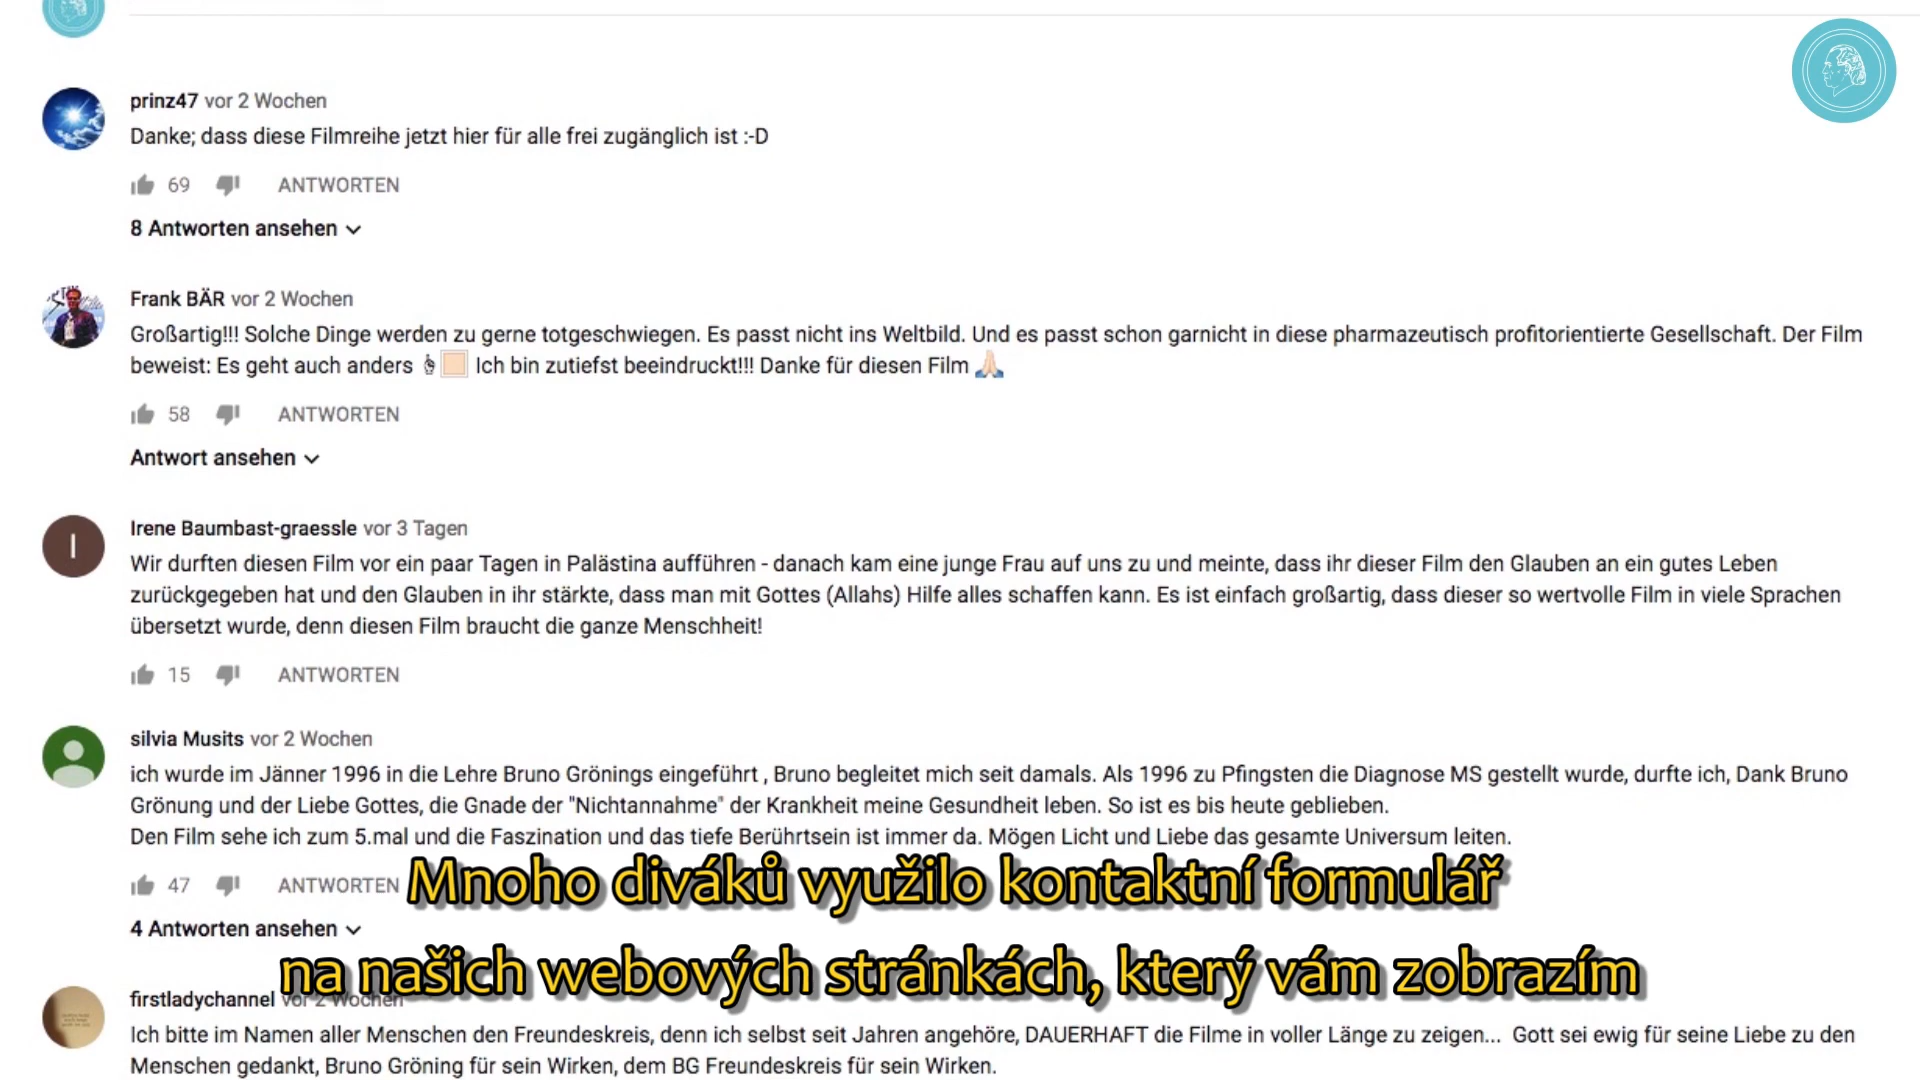 prinz47 vor 2 Wochen
Danke; dass diese Filmreihe jetzt hier für alle frei zugänglich ist :-D
69 ANTWORTEN
8 Antworten ansehen
Frank BÄR vor 2 Wochen
Großartig!!! Solche Dinge werden zu gerne totgeschwiegen. Es passt nicht ins Weltbild. Und es passt schon garnicht in diese pharmazeutisch profitorientierte Gesellschaft. Der Film
beweist: Es geht auch anders ☝🏻 Ich bin zutiefst beeindruckt!!! Danke für diesen Film 🙏🏻
58 ANTWORTEN
Antwort ansehen
I
Irene Baumbast-graessle vor 3 Tagen
Wir durften diesen Film vor ein paar Tagen in Palästina aufführen - danach kam eine junge Frau auf uns zu und meinte, dass ihr dieser Film den Glauben an ein gutes Leben
zurückgegeben hat und den Glauben in ihr stärkte, dass man mit Gottes (Allahs) Hilfe alles schaffen kann. Es ist einfach großartig, dass dieser so wertvolle Film in viele Sprachen
übersetzt wurde, denn diesen Film braucht die ganze Menschheit!
15 ANTWORTEN
silvia Musits vor 2 Wochen
ich wurde im Jänner 1996 in die Lehre Bruno Grönings eingeführt , Bruno begleitet mich seit damals. Als 1996 zu Pfingsten die Diagnose MS gestellt wurde, durfte ich, Dank Bruno
Grönung und der Liebe Gottes, die Gnade der "Nichtannahme" der Krankheit meine Gesundheit leben. So ist es bis heute geblieben.
Den Film sehe ich zum 5.mal und die Faszination und das tiefe Berührtsein ist immer da. Mögen Licht und Liebe das gesamte Universum leiten.
47 ANTWORTEN
Mnoho diváků využilo kontaktní formulář
4 Antworten ansehen
na našich webových stránkách, který vám zobrazím
firstladychannel vor 2 Wochen
Ich bitte im Namen aller Menschen den Freundeskreis, denn ich selbst seit Jahren angehöre, DAUERHAFT die Filme in voller Länge zu zeigen... Gott sei ewig für seine Liebe zu den
Menschen gedankt, Bruno Gröning für sein Wirken, dem BG Freundeskreis für sein Wirken.